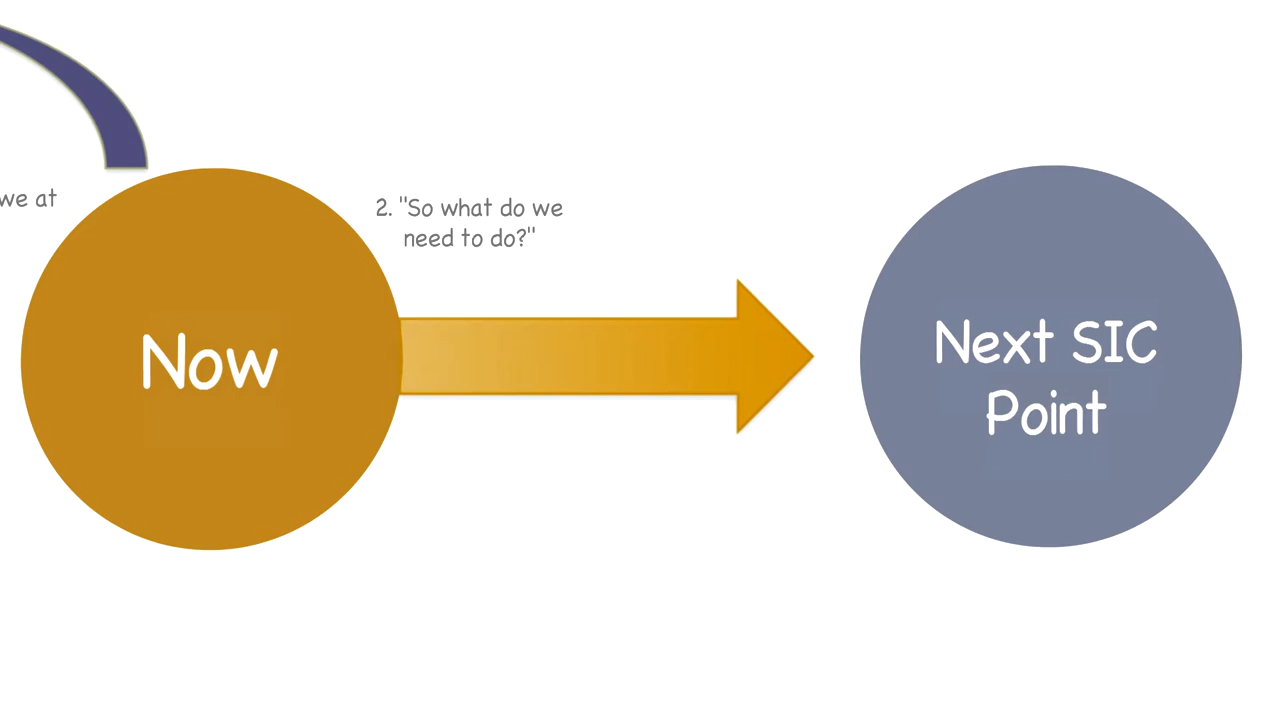 we at
2. "So what do we
need to do?"
Now
Next SIC
Point